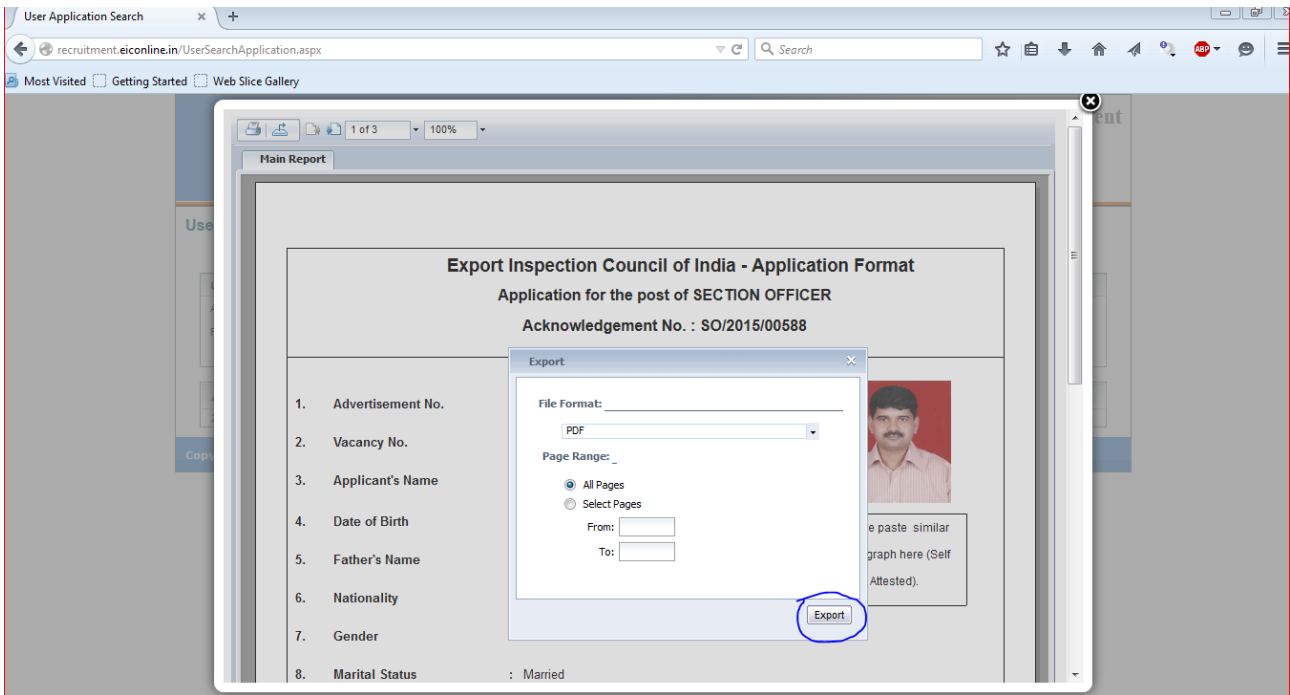 User Application Search
recruitment.eiconline.in/UserSearchApplication.aspx
Search
ABP
Most Visited Getting Started Web Slice Gallery
ent
1 of 3 100%
Main Report
Use
Export Inspection Council of India - Application Format
Application for the post of SECTION OFFICER
Acknowledgement No. : SO/2015/00588
Export
1. Advertisement No.
File Format:
PDF
2. Vacancy No.
Page Range:
Copy
3. Applicant's Name
All Pages
Select Pages
4. Date of Birth
From:
e paste similar
To:
5. Father's Name
graph here (Self
Attested).
6. Nationality
Export
7. Gender
8. Marital Status : Married